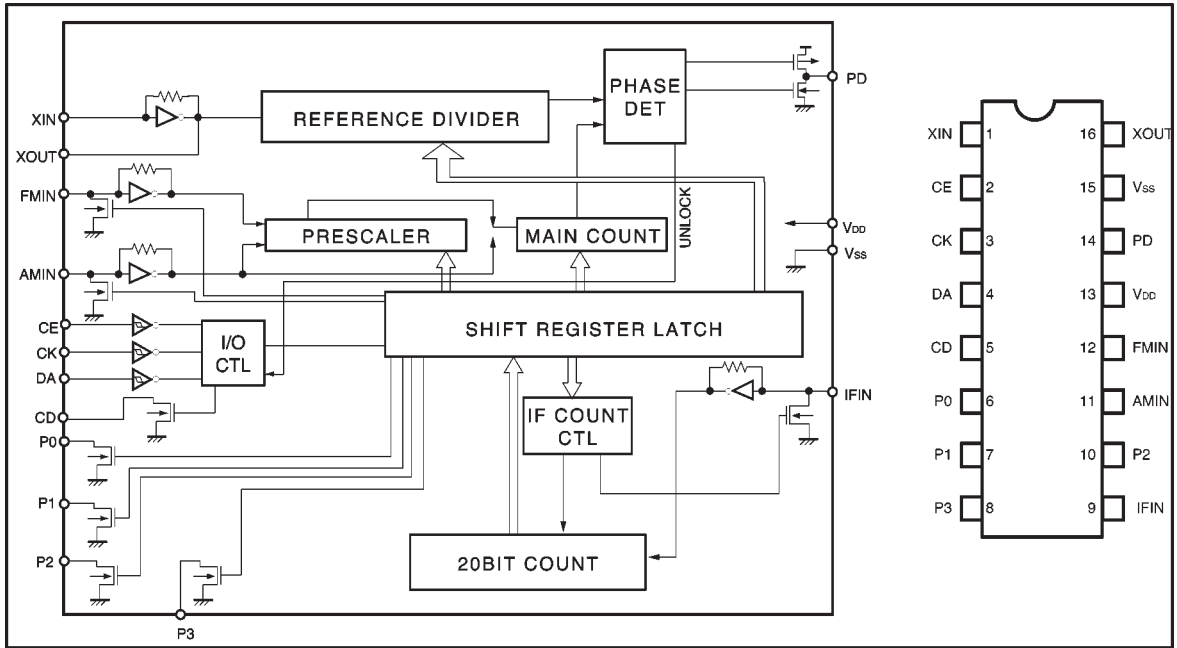 XIN
XOUT
FMIN
AMIN
CE
CK
DA
CD
P0
P1
P2
P3
REFERENCE DIVIDER
PHASE
DET
PD
UNLOCK
PRESCALER
MAIN COUNT
VDD
VSS
SHIFT REGISTER LATCH
I/O
CTL
IF COUNT
CTL
IFIN
20BIT COUNT
XIN 1 16 XOUT
CE 2 15 VSS
CK 3 14 PD
DA 4 13 VDD
CD 5 12 FMIN
P0 6 11 AMIN
P1 7 10 P2
P3 8 9 IFIN